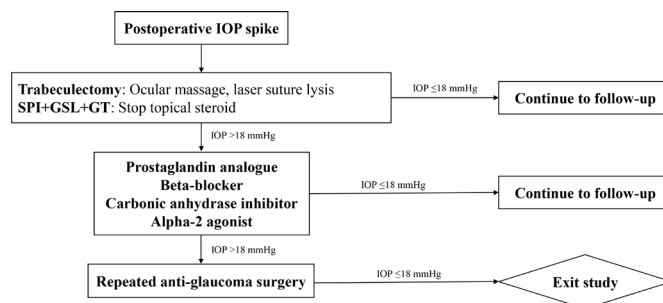 Postoperative IOP spike
Trabeculectomy: Ocular massage, laser suture lysis
SPI+GSL+GT: Stop topical steroid
IOP ≤18 mmHg
Continue to follow-up
IOP >18 mmHg
Prostaglandin analogue
Beta-blocker
Carbonic anhydrase inhibitor
Alpha-2 agonist
IOP ≤18 mmHg
Continue to follow-up
IOP >18 mmHg
Repeated anti-glaucoma surgery
IOP ≤18 mmHg
Exit study